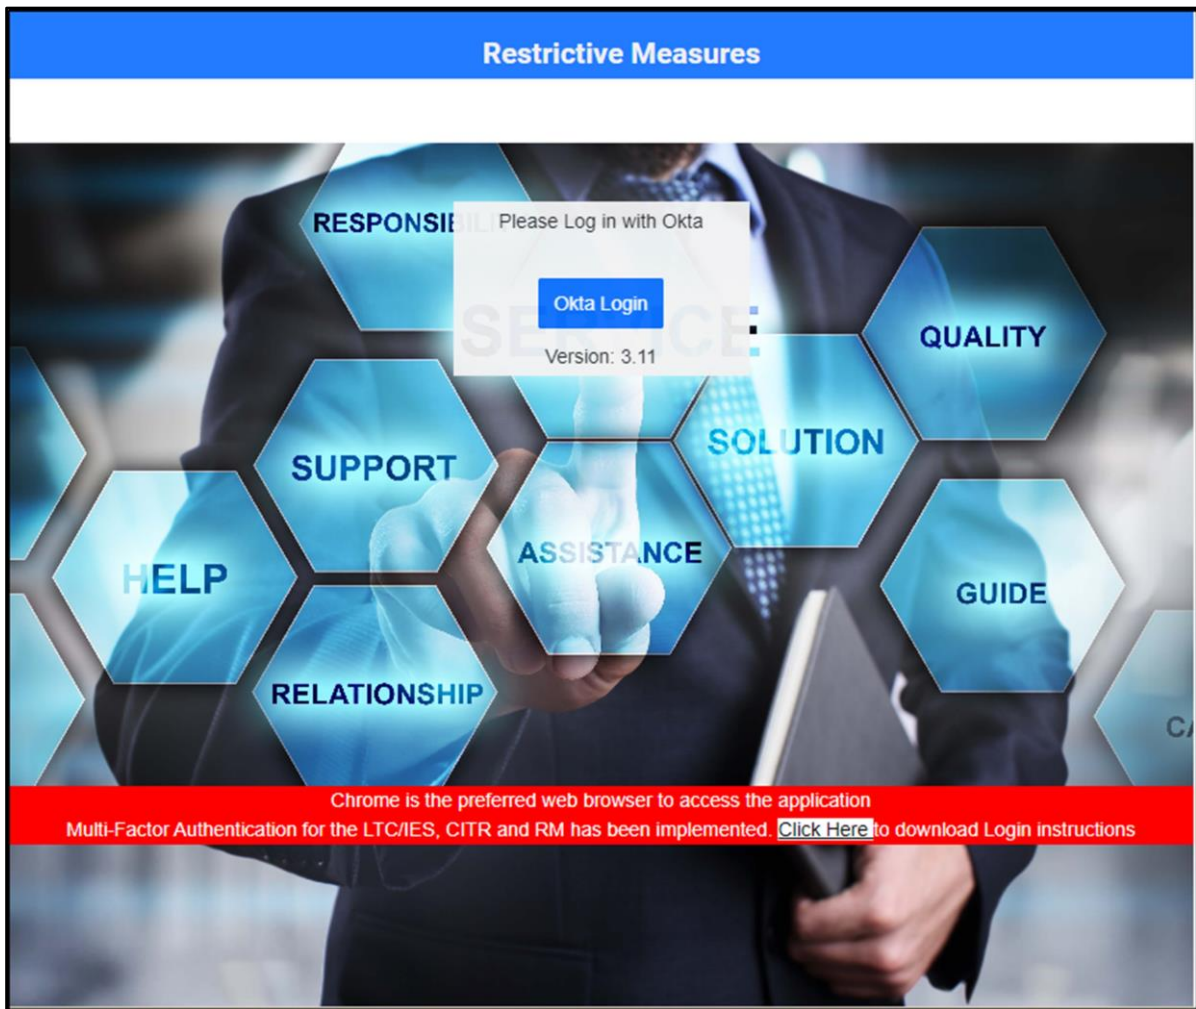 Restrictive Measures
Please Log in with Okta
Okta Login
Version: 3.11
SERVICE
QUALITY
SUPPORT
SOLUTION
HELP
ASSISTANCE
GUIDE
RELATIONSHIP
Chrome is the preferred web browser to access the application
Multi-Factor Authentication for the LTC/IES, CITR and RM has been implemented. Click Here to download Login instructions